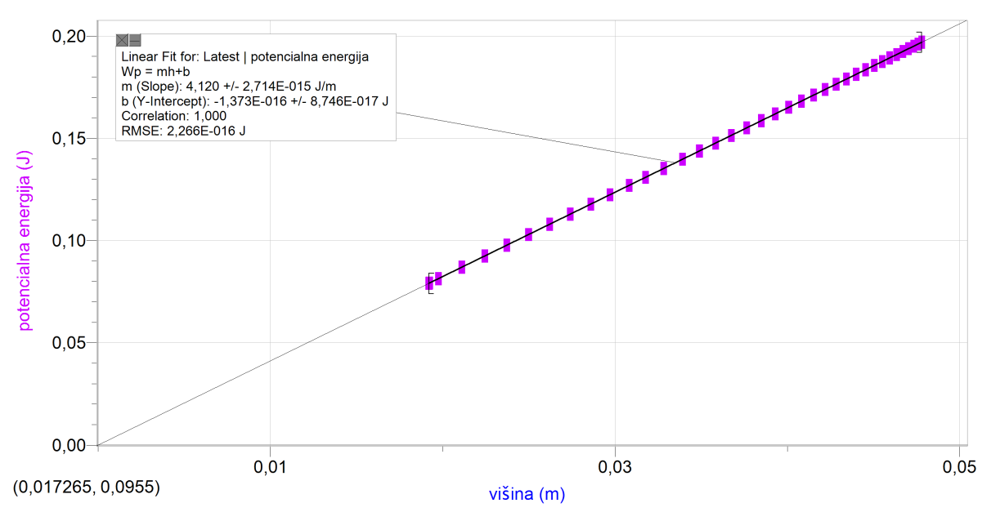 0,20
Linear Fit for: Latest | potencialna energija
Wp = mh+b
m (Slope): 4,120 +/- 2,714E-015 J/m
b (Y-Intercept): -1,373E-016 +/- 8,746E-017 J
Correlation: 1,000
RMSE: 2,266E-016 J
0,15
potencialna energija (J)
0,10
0,05
0,00
0,01
0,03
0,05
(0,017265, 0,0955)
višina (m)